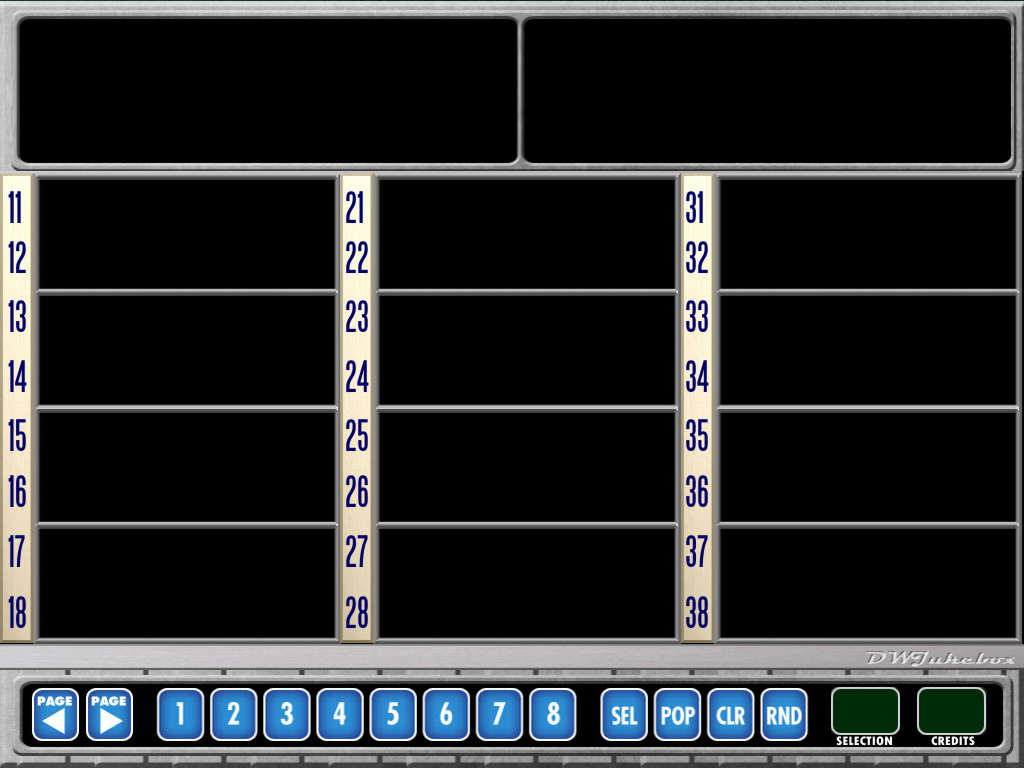 11 21 31
12 22 32
13 23 33
14 24 34
15 25 35
16 26 36
17 27 37
18 28 38
DWJukebox
PAGE PAGE 1 2 3 4 5 6 7 8 SEL POP CLR RND
SELECTION CREDITS